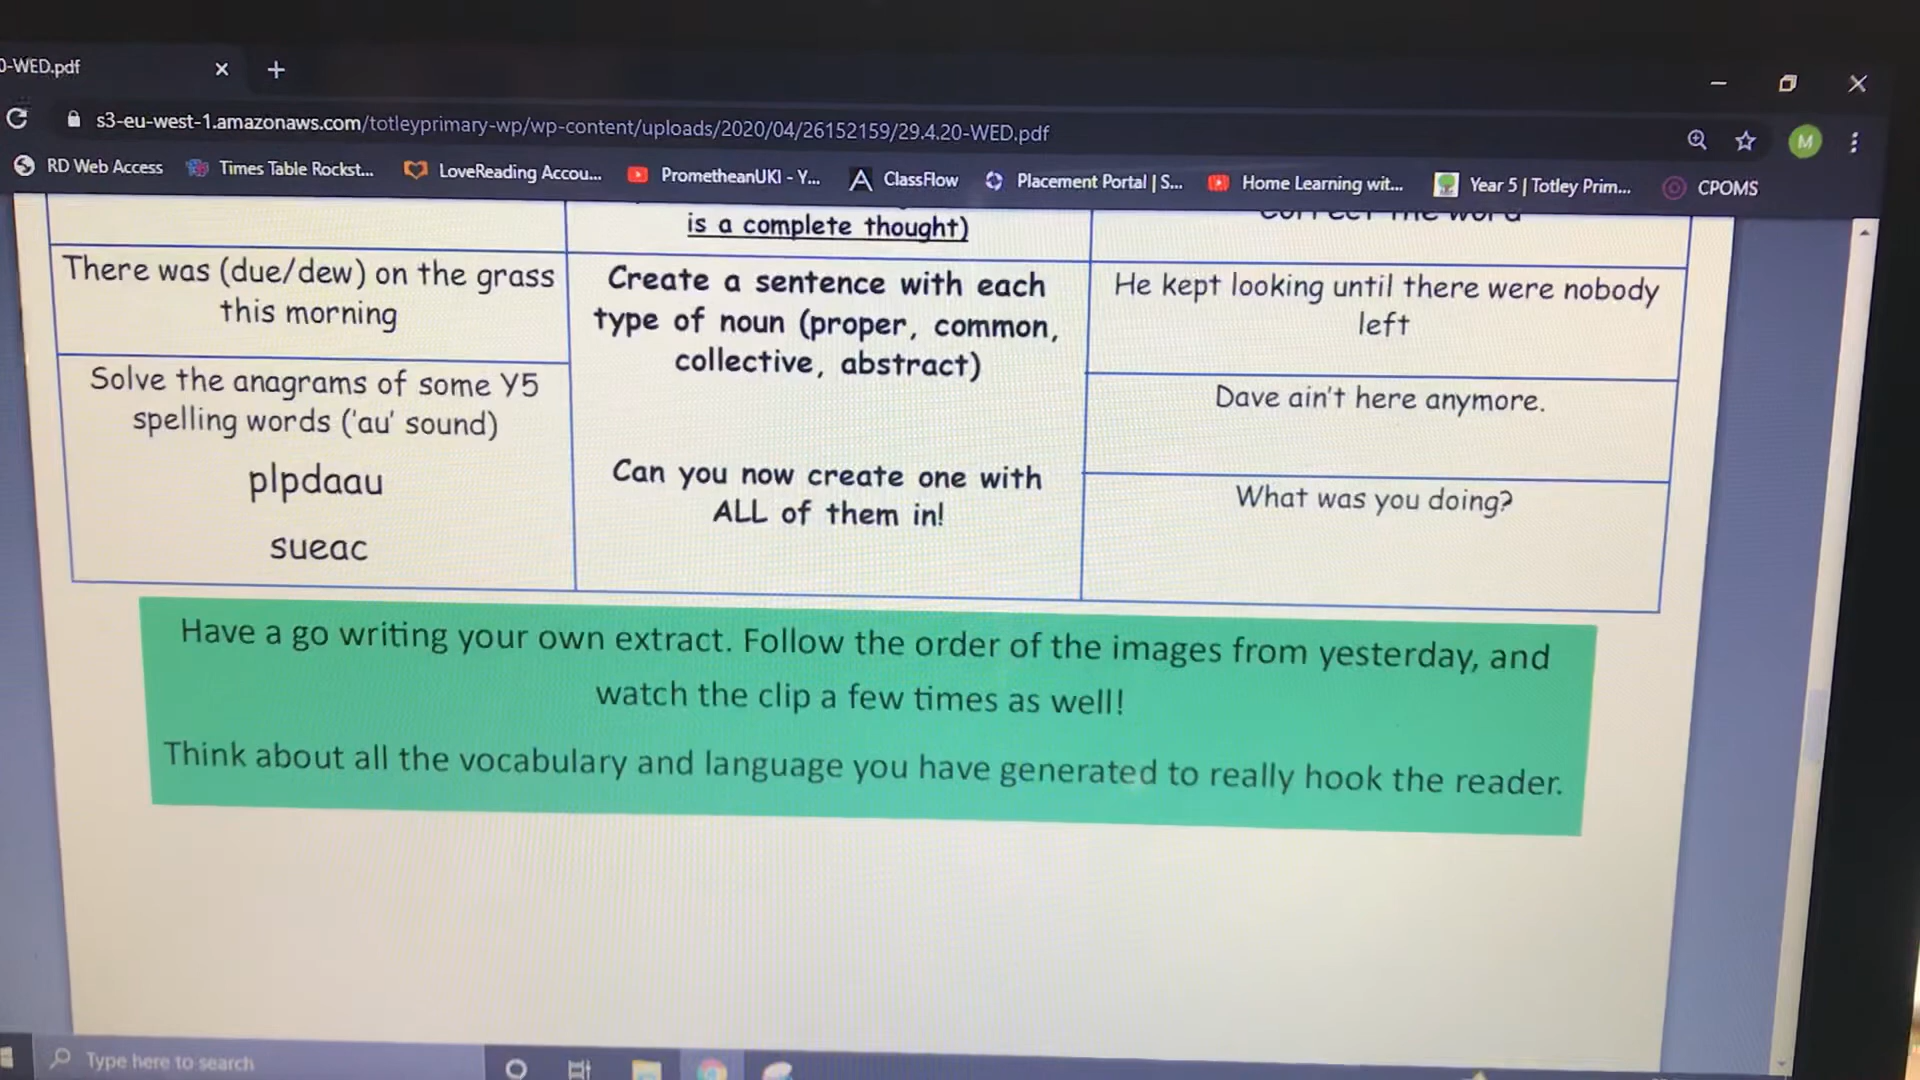 0-WED.pdf
s3-eu-west-1.amazonaws.com/totleyprimary-wp/wp-content/uploads/2020/04/26152159/29.4.20-WED.pdf
M
RD Web Access
Times Table Rockst...
LoveReading Accou...
PrometheanUKI - Y...
ClassFlow
Placement Portal | S...
Home Learning wit...
Year 5 | Totley Prim...
CPOMS
There was (due/dew) on the grass
this morning
Solve the anagrams of some Y5
spelling words ('au' sound)
plpdaau
sueac
is a complete thought)
Create a sentence with each
type of noun (proper, common,
collective, abstract)
Can you now create one with
ALL of them in!
Correct the word
He kept looking until there were nobody
left
Dave ain't here anymore.
What was you doing?
Have a go writing your own extract. Follow the order of the images from yesterday, and
watch the clip a few times as well!
Think about all the vocabulary and language you have generated to really hook the reader.
Type here to search